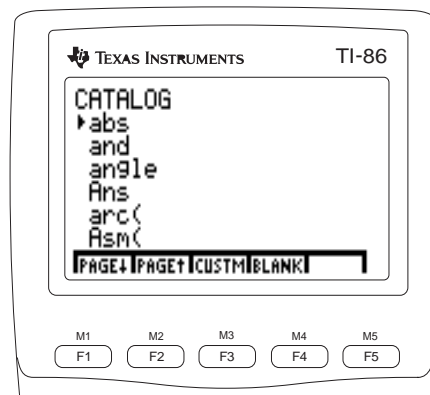 TEXAS INSTRUMENTS TI-86
CATALOG
abs
and
angle
Ans
arc(
Asm(
PAGE↓ PAGE↑ CUSTM BLANK
M1 M2 M3 M4 M5
F1 F2 F3 F4 F5